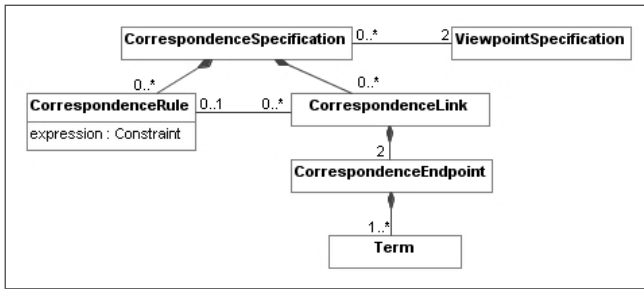 CorrespondenceSpecification
0..*
2
ViewpointSpecification
0..*
0..*
CorrespondenceRule
0..1
0..*
CorrespondenceLink
expression : Constraint
2
CorrespondenceEndpoint
1..*
Term